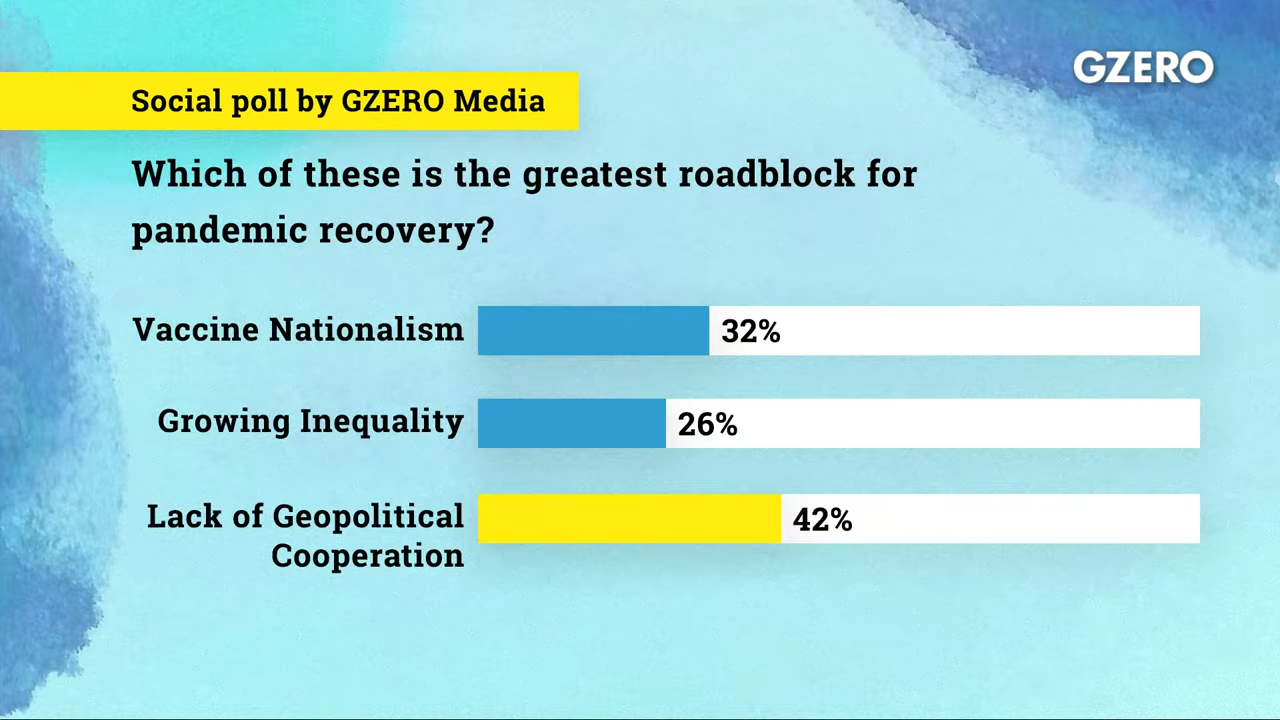 GZERO
Social poll by GZERO Media
Which of these is the greatest roadblock for
pandemic recovery?
Vaccine Nationalism 32%
Growing Inequality 26%
Lack of Geopolitical 42%
Cooperation